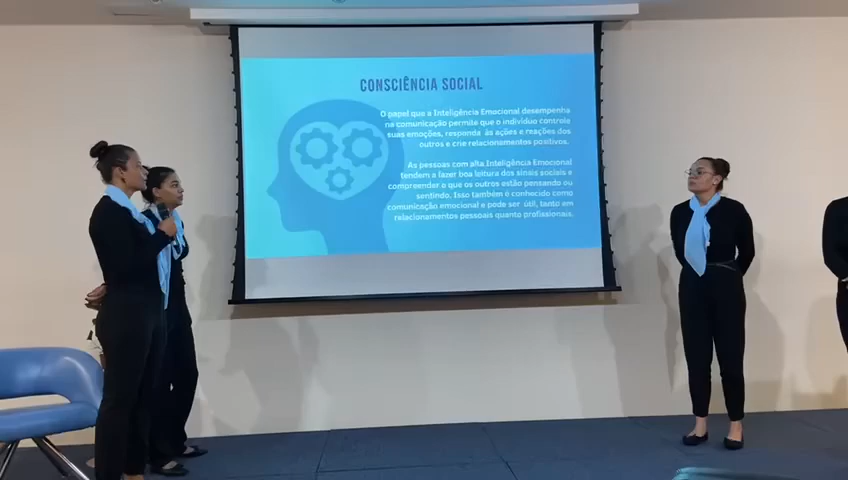 CONSCIÊNCIA SOCIAL
O papel que a Inteligência Emocional desempenha
na comunicação permite que o indivíduo controle
suas emoções, responda às ações e reações dos
outros e crie relacionamentos positivos.
As pessoas com alta Inteligência Emocional
tendem a fazer boa leitura dos sinais sociais e
compreender o que os outros estão pensando ou
sentindo. Isso também é conhecido como
comunicação emocional e pode ser útil, tanto em
relacionamentos pessoais quanto profissionais.